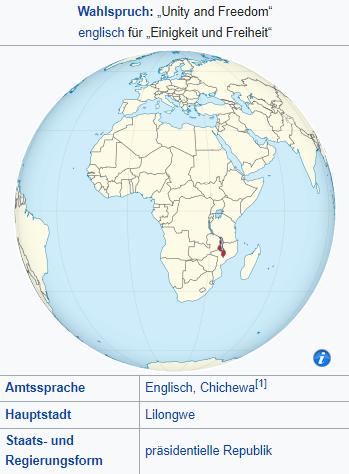 Wahlspruch: „Unity and Freedom“
englisch für „Einigkeit und Freiheit“
i
Amtssprache
Englisch, Chichewa[1]
Hauptstadt
Lilongwe
Staats- und
Regierungsform
präsidentielle Republik